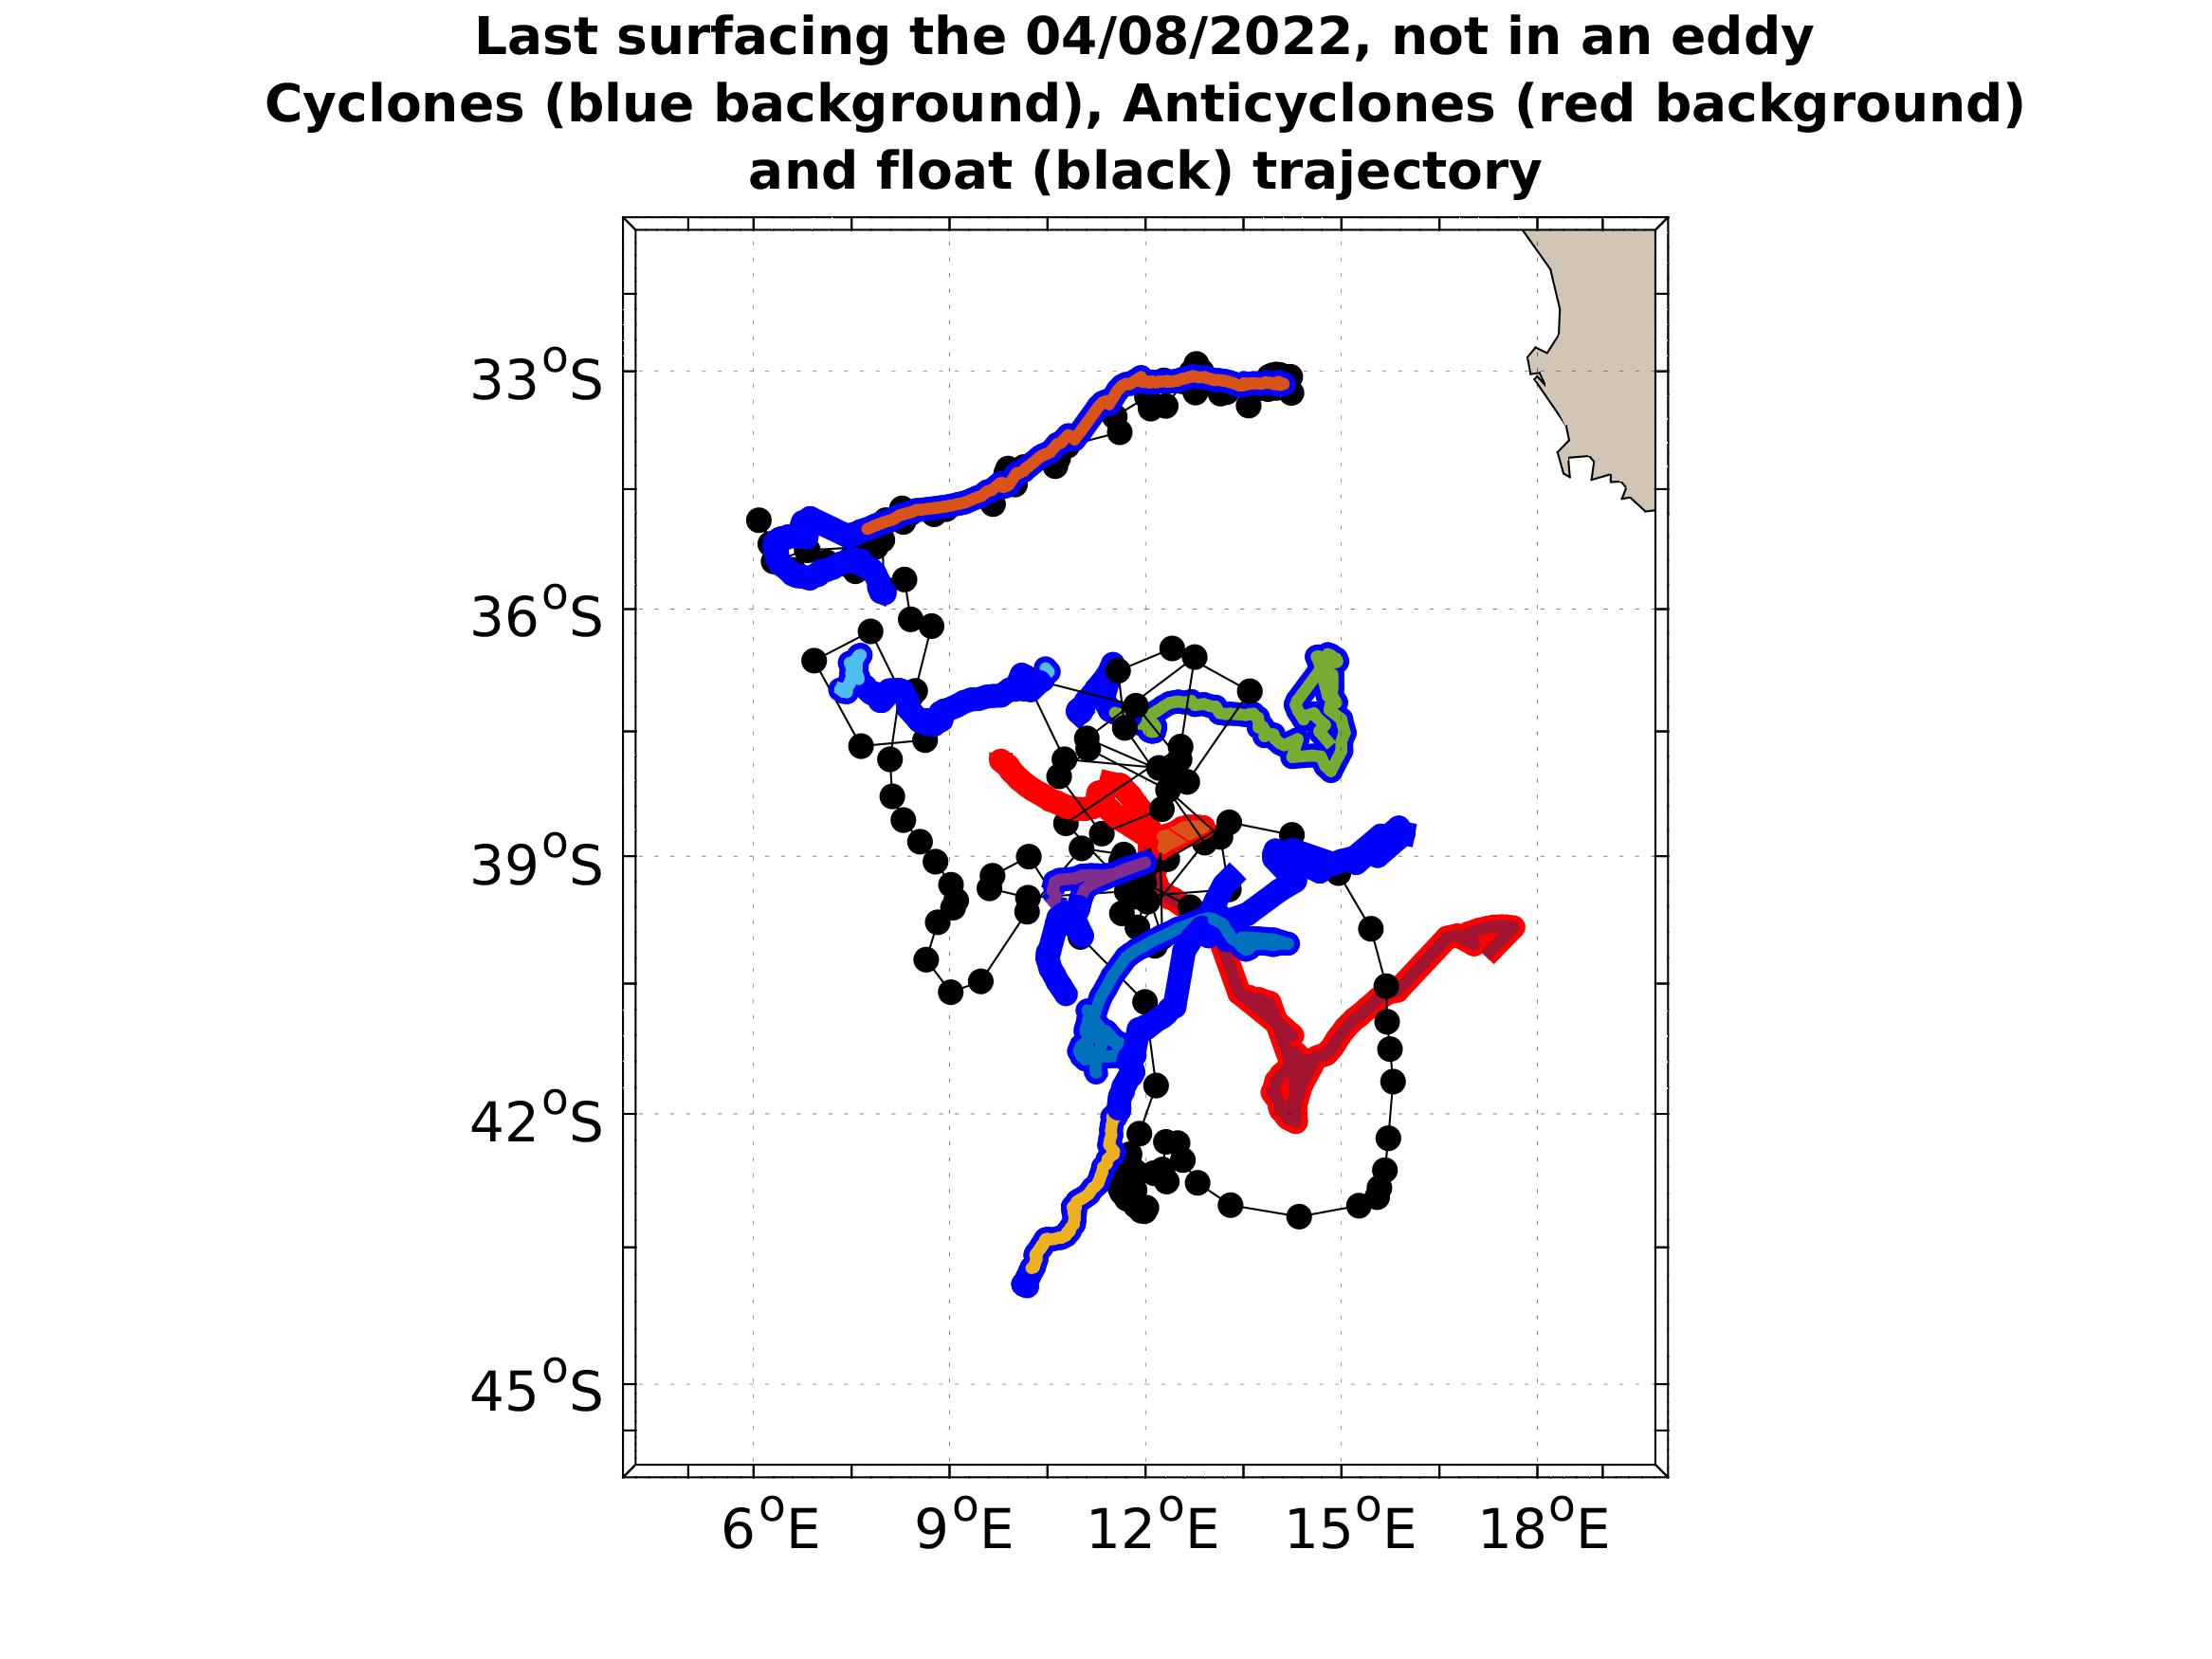 Last surfacing the 04/08/2022, not in an eddy
Cyclones (blue background), Anticyclones (red background)
and float (black) trajectory
33°S
36°S
39°S
42°S
45°S
6°E 9°E 12°E 15°E 18°E